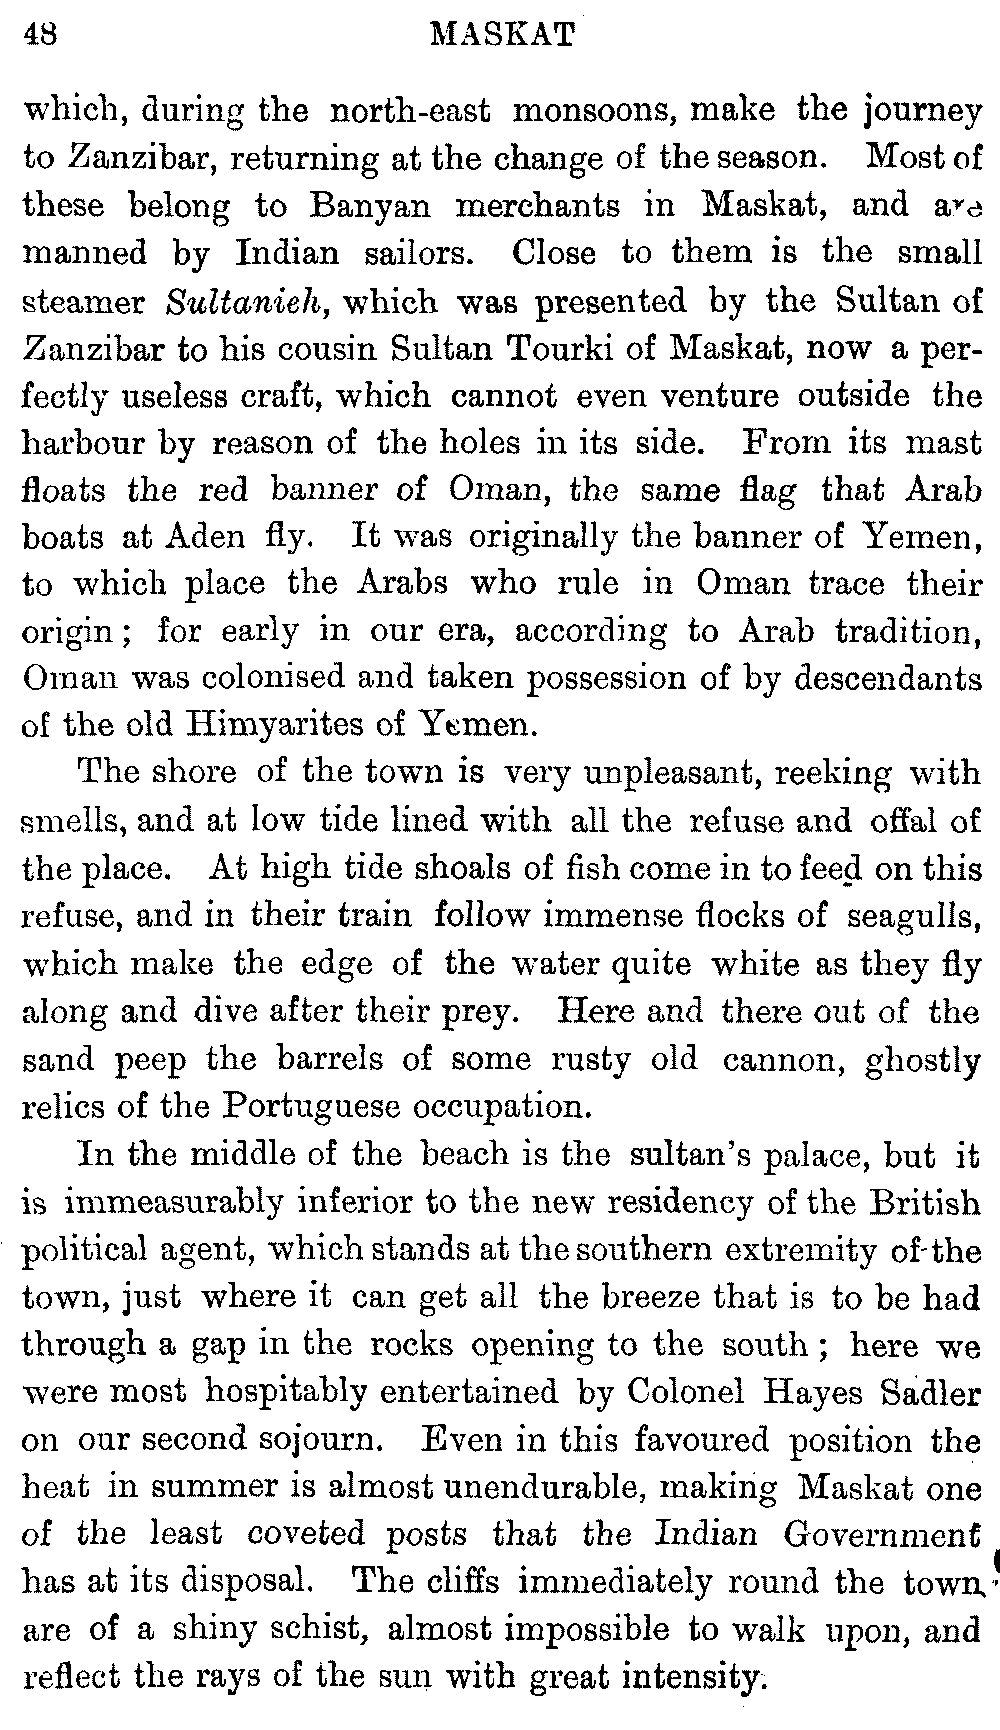 48 MASKAT
which, during the north-east monsoons, make the journey
to Zanzibar, returning at the change of the season. Most of
these belong to Banyan merchants in Maskat, and are
manned by Indian sailors. Close to them is the small
steamer Sultanieh, which was presented by the Sultan of
Zanzibar to his cousin Sultan Tourki of Maskat, now a per-
fectly useless craft, which cannot even venture outside the
harbour by reason of the holes in its side. From its mast
floats the red banner of Oman, the same flag that Arab
boats at Aden fly. It was originally the banner of Yemen,
to which place the Arabs who rule in Oman trace their
origin; for early in our era, according to Arab tradition,
Oman was colonised and taken possession of by descendants
of the old Himyarites of Yemen.
The shore of the town is very unpleasant, reeking with
smells, and at low tide lined with all the refuse and offal of
the place. At high tide shoals of fish come in to feed on this
refuse, and in their train follow immense flocks of seagulls,
which make the edge of the water quite white as they fly
along and dive after their prey. Here and there out of the
sand peep the barrels of some rusty old cannon, ghostly
relics of the Portuguese occupation.
In the middle of the beach is the sultan's palace, but it
is immeasurably inferior to the new residency of the British
political agent, which stands at the southern extremity of the
town, just where it can get all the breeze that is to be had
through a gap in the rocks opening to the south; here we
were most hospitably entertained by Colonel Hayes Sadler
on our second sojourn. Even in this favoured position the
heat in summer is almost unendurable, making Maskat one
of the least coveted posts that the Indian Government
has at its disposal. The cliffs immediately round the town
are of a shiny schist, almost impossible to walk upon, and
reflect the rays of the sun with great intensity.